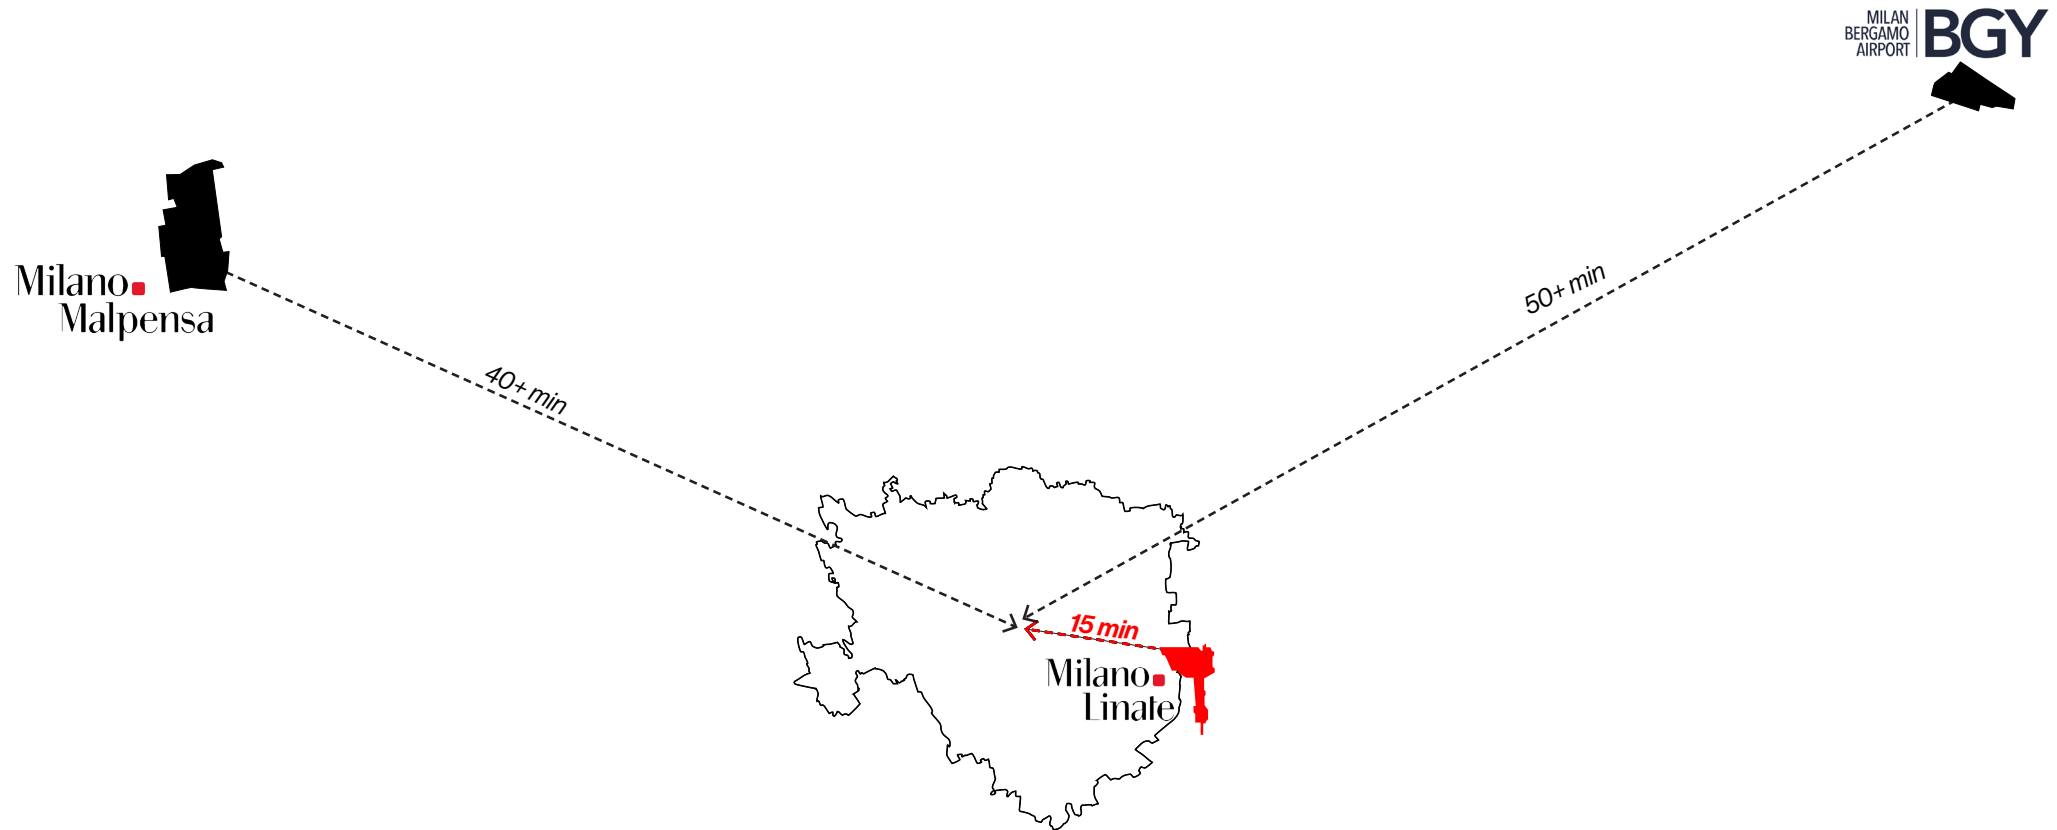 MILAN
BERGAMO
AIRPORT
BGY
Milano
Malpensa
50+ min
40+ min
15 min
Milano
Linate